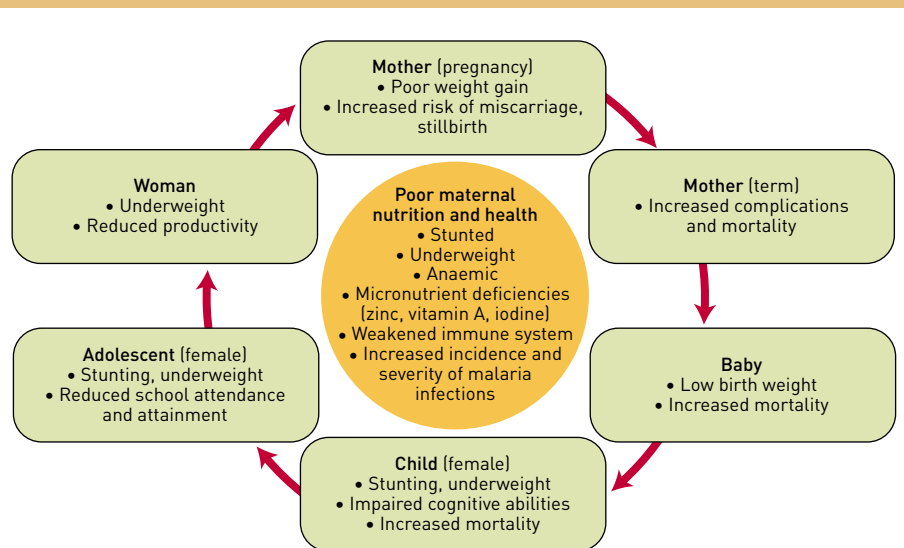 Mother (pregnancy)
• Poor weight gain
• Increased risk of miscarriage,
stillbirth
Mother (term)
• Increased complications
and mortality
Baby
• Low birth weight
• Increased mortality
Child (female)
• Stunting, underweight
• Impaired cognitive abilities
• Increased mortality
Adolescent (female)
• Stunting, underweight
• Reduced school attendance
and attainment
Woman
• Underweight
• Reduced productivity
Poor maternal
nutrition and health
• Stunted
• Underweight
• Anaemic
• Micronutrient deficiencies
(zinc, vitamin A, iodine)
• Weakened immune system
• Increased incidence and
severity of malaria
infections